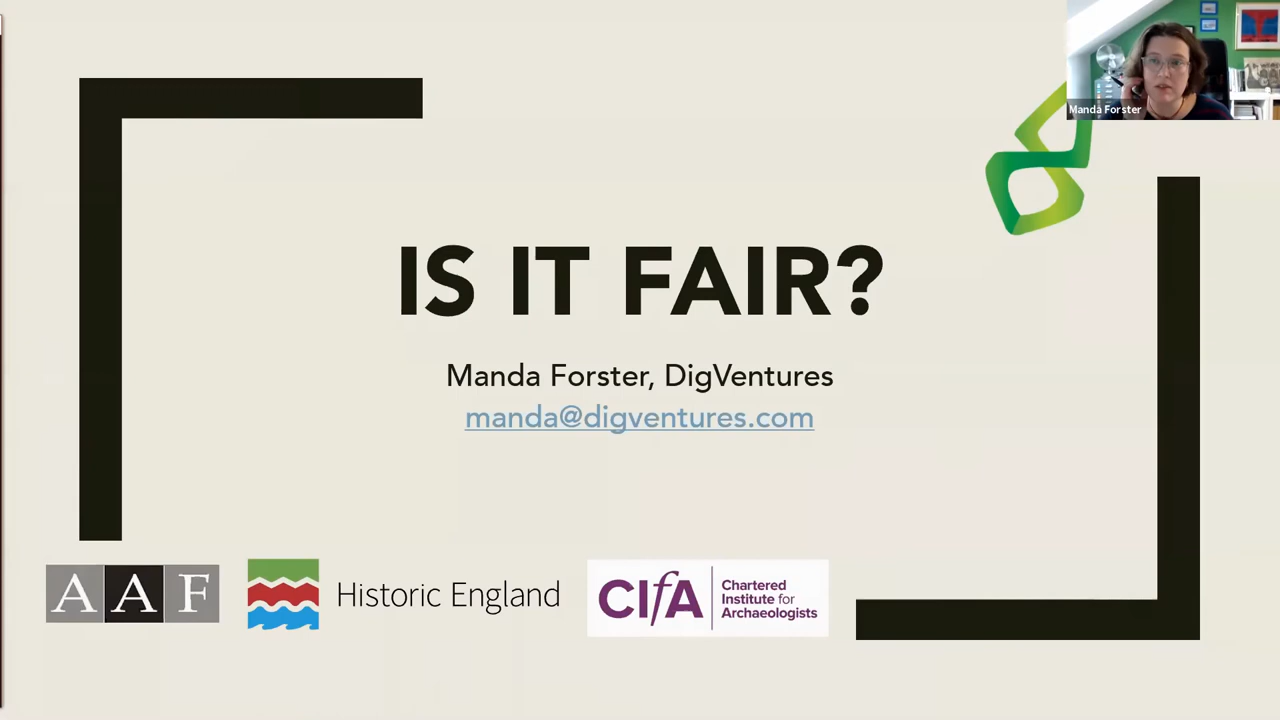 Manda Forster
IS IT FAIR?
Manda Forster, DigVentures
manda@digventures.com
AAF
Historic England
CIfA
Chartered
Institute for
Archaeologists